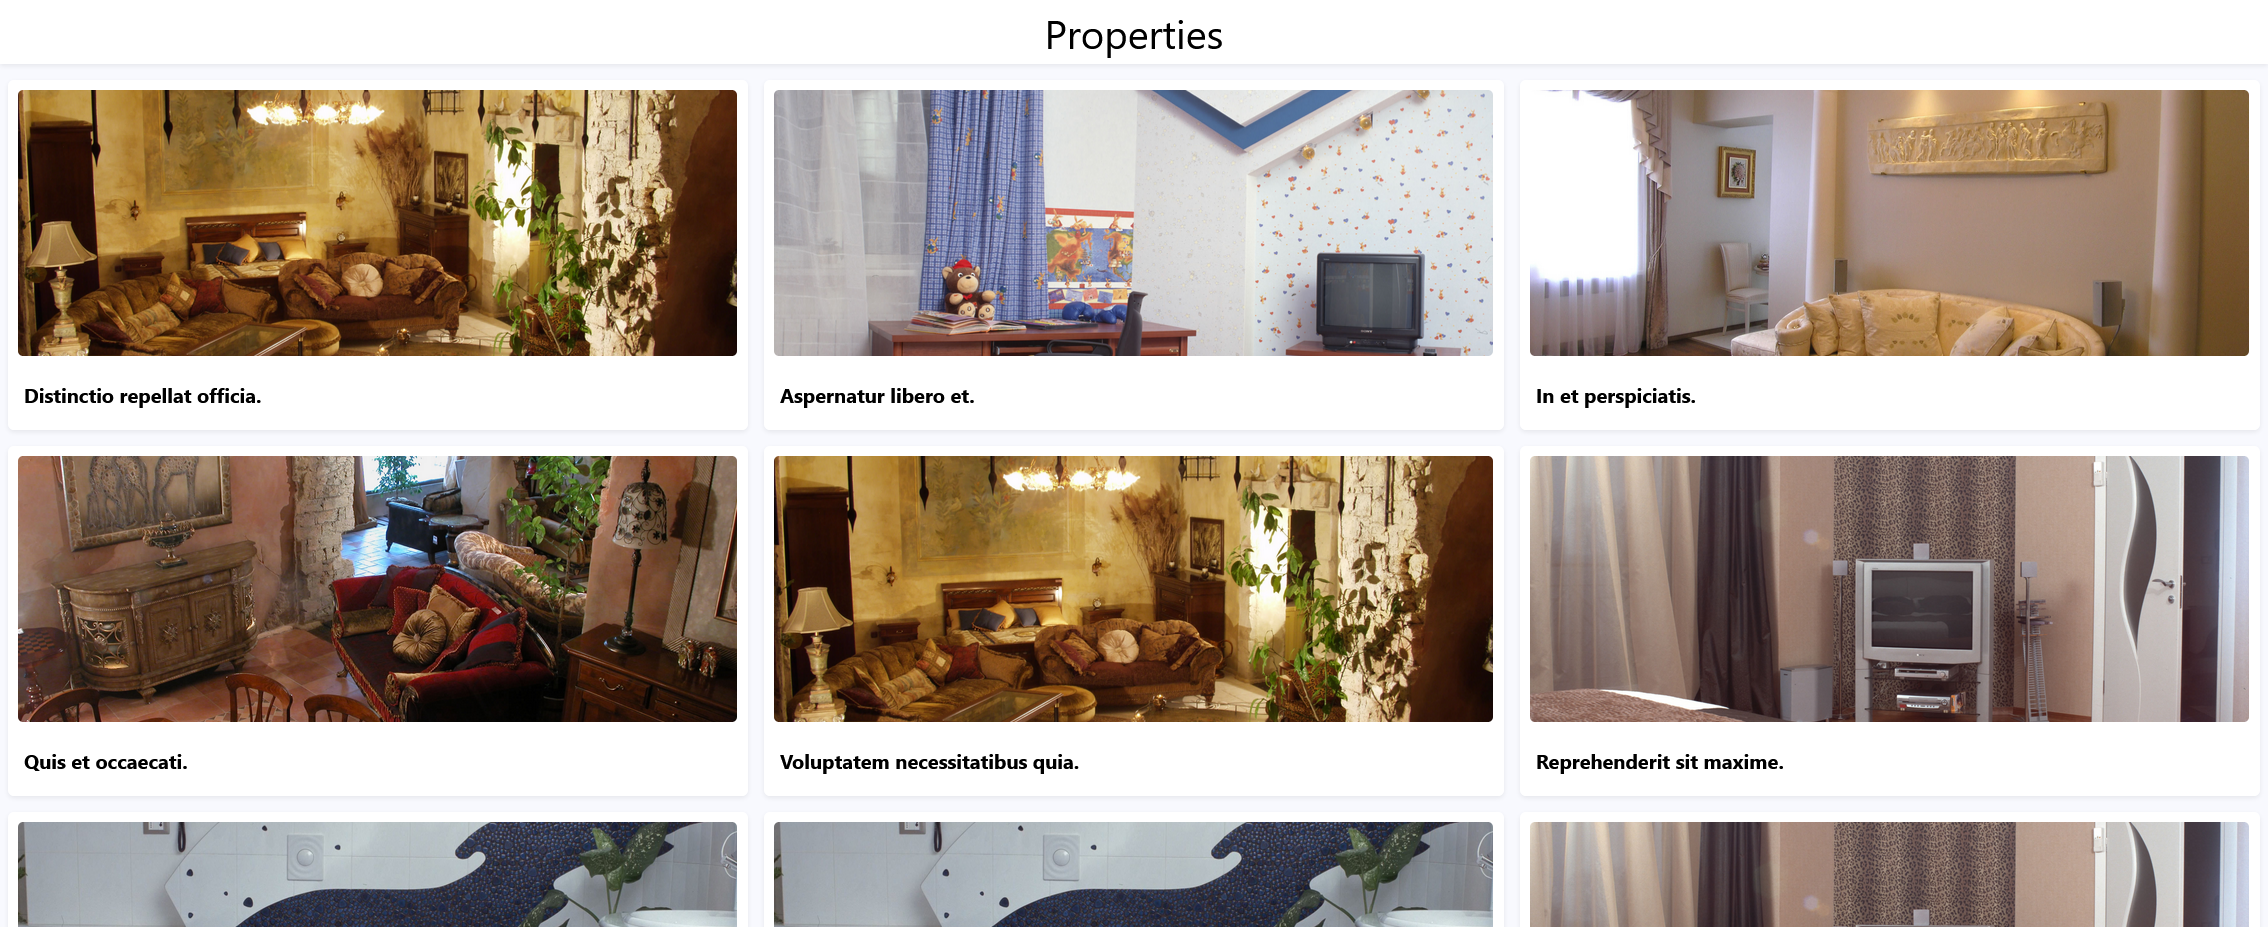 Properties
Distinctio repellat officia.
Aspernatur libero et.
In et perspiciatis.
Quis et occaecati.
Voluptatem necessitatibus quia.
Reprehenderit sit maxime.